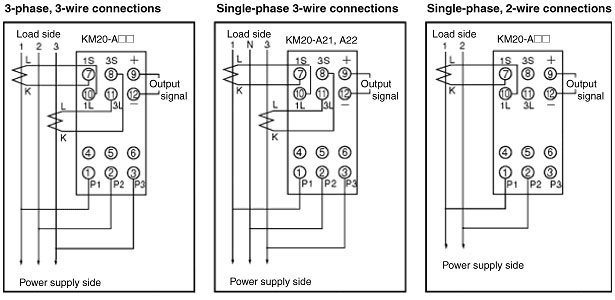 3-phase, 3-wire connections
Load side
1 2 3
KM20-A□□
L
K
1S 3S +
7 8 9
10 11 12
1L 3L −
Output
signal
L
K
4 5 6
1 2 3
P1 P2 P3
Power supply side
Single-phase 3-wire connections
Load side
1 N 3
KM20-A21, A22
L
K
1S 3S +
7 8 9
10 11 12
1L 3L −
Output
signal
L
K
4 5 6
1 2 3
P1 P2 P3
Power supply side
Single-phase, 2-wire connections
Load side
1 2
KM20-A□□
L
K
1S 3S +
7 8 9
10 11 12
1L 3L −
Output
signal
4 5 6
1 2 3
P1 P2 P3
Power supply side